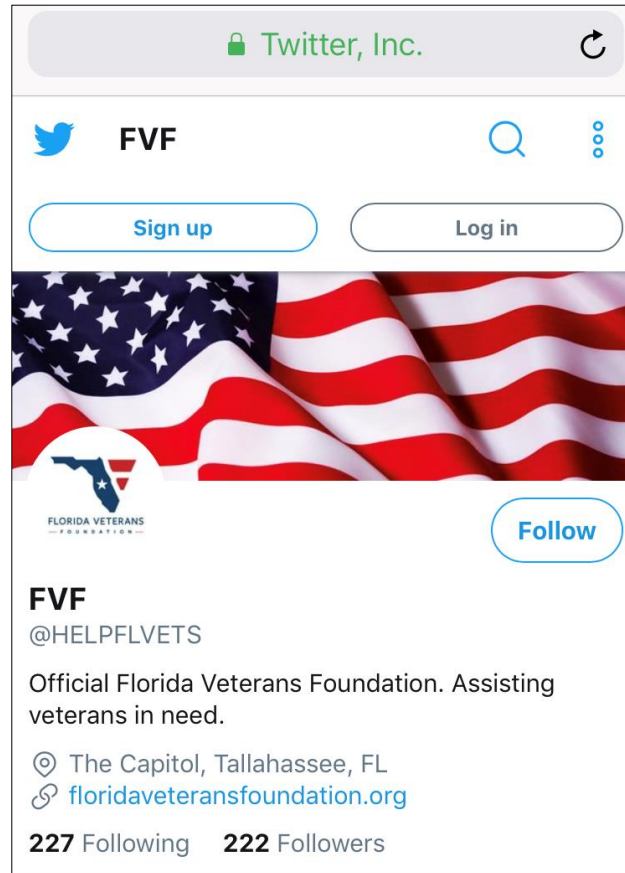 Twitter, Inc.
FVF
Sign up
Log in
FLORIDA VETERANS
FOUNDATION
Follow
FVF
@HELPFLVETS
Official Florida Veterans Foundation. Assisting
veterans in need.
The Capitol, Tallahassee, FL
floridaveteransfoundation.org
227 Following 222 Followers